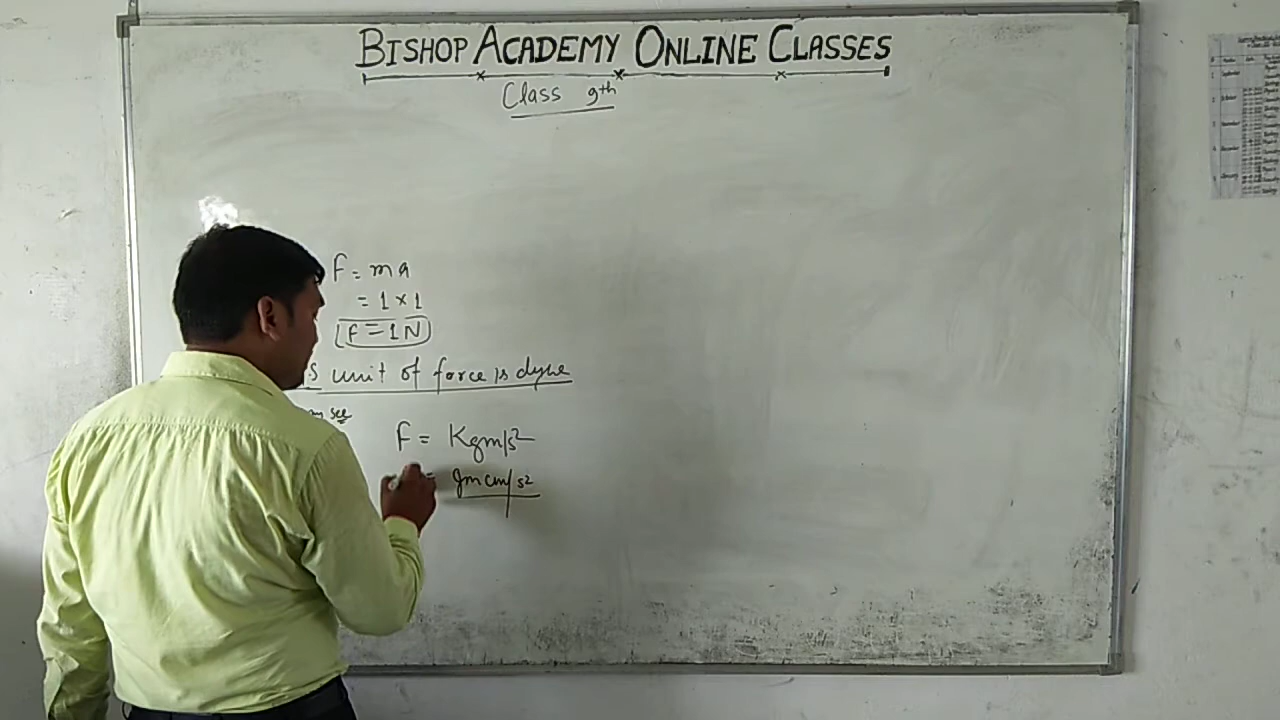 BISHOP ACADEMY ONLINE CLASSES
Class 9th
F = ma
= 1 × 1
F = 1N
S unit of force is dyne
m sec
F = Kgm/s²
gm cm/s²